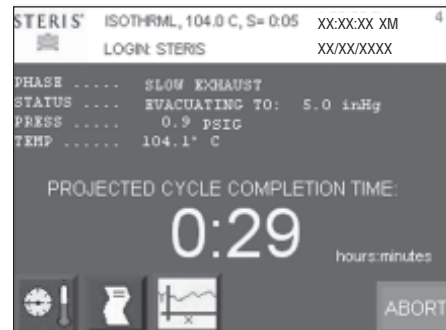 STERIS® ISOTHRML, 104.0 C, S= 0:05 XX:XX:XX XM 4
LOGIN: STERIS XX/XX/XXXX
PHASE ..... SLOW EXHAUST
STATUS .... EVACUATING TO: 5.0 inHg
PRESS ..... 0.9 PSIG
TEMP ...... 104.1° C
PROJECTED CYCLE COMPLETION TIME:
0:29 hours:minutes
X
ABORT